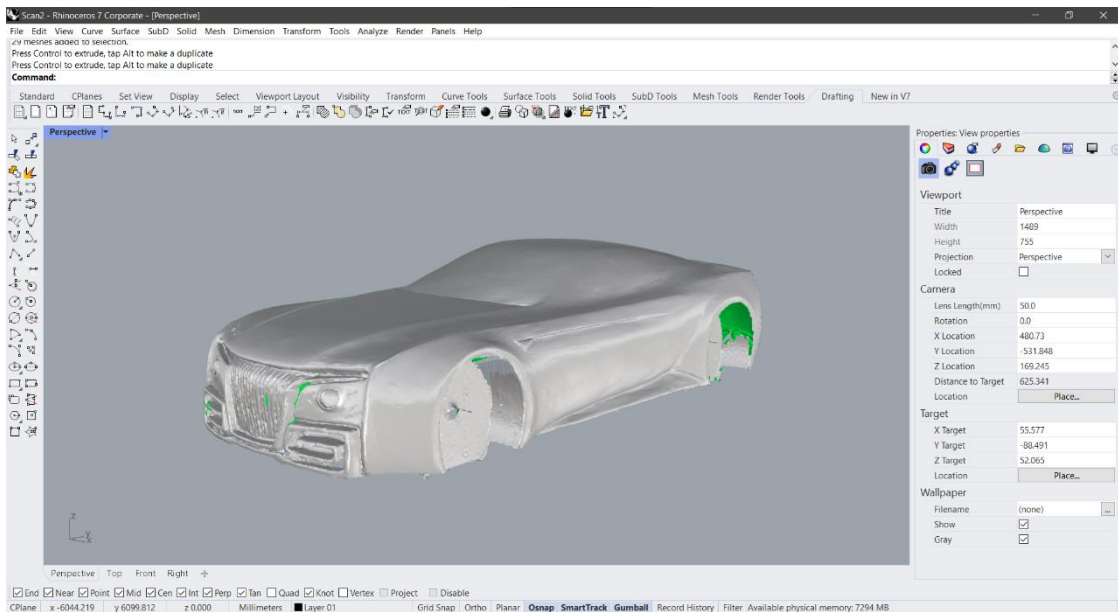 Scan2 - Rhinoceros 7 Corporate - [Perspective]
File Edit View Curve Surface SubD Solid Mesh Dimension Transform Tools Analyze Render Panels Help
29 meshes added to selection.
Press Control to extrude, tap Alt to make a duplicate
Press Control to extrude, tap Alt to make a duplicate
Command:
Standard CPlanes Set View Display Select Viewport Layout Visibility Transform Curve Tools Surface Tools Solid Tools SubD Tools Mesh Tools Render Tools Drafting New in V7
Perspective
Properties: View properties
Viewport
Title Perspective
Width 1489
Height 755
Projection Perspective
Locked
Camera
Lens Length(mm) 50.0
Rotation 0.0
X Location 480.73
Y Location -531.848
Z Location 169.245
Distance to Target 625.341
Location Place...
Target
X Target 55.577
Y Target -88.491
Z Target 52.065
Location Place...
Wallpaper
Filename (none) ...
Show
Gray
z
y
x
Perspective Top Front Right
End Near Point Mid Cen Int Perp Tan Quad Knot Vertex Project Disable
CPlane x -6044.219 y 6099.812 z 0.000 Millimeters Layer 01 Grid Snap Ortho Planar Osnap SmartTrack Gumball Record History Filter Available physical memory: 7294 MB